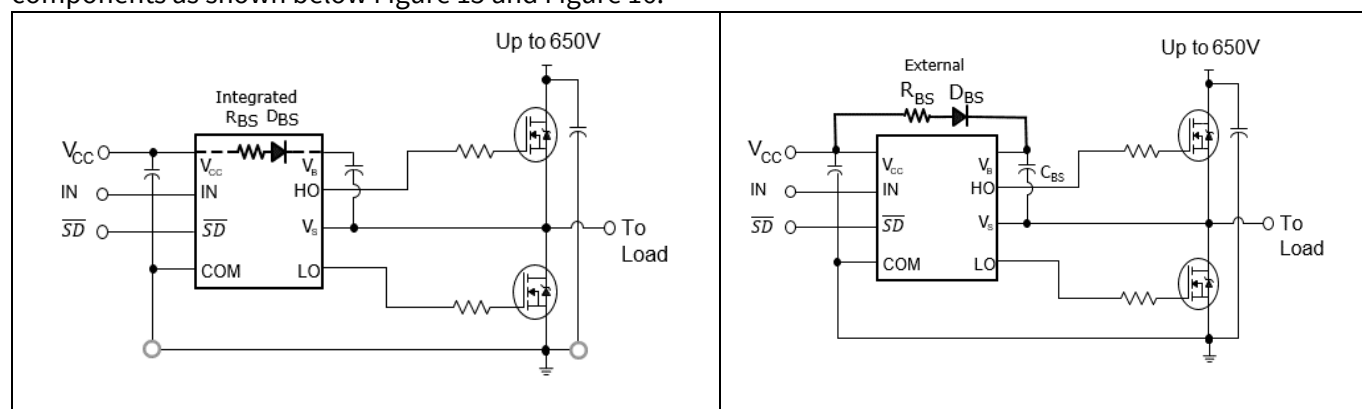 components as shown below Figure 15 and Figure 16.
Up to 650V
Integrated
RBS DBS
VCC
VCC
VB
IN
IN
HO
SD
SD
VS
To
Load
COM
LO
Up to 650V
External
RBS DBS
VCC
VCC
VB
CBS
IN
IN
HO
SD
SD
VS
To
Load
COM
LO